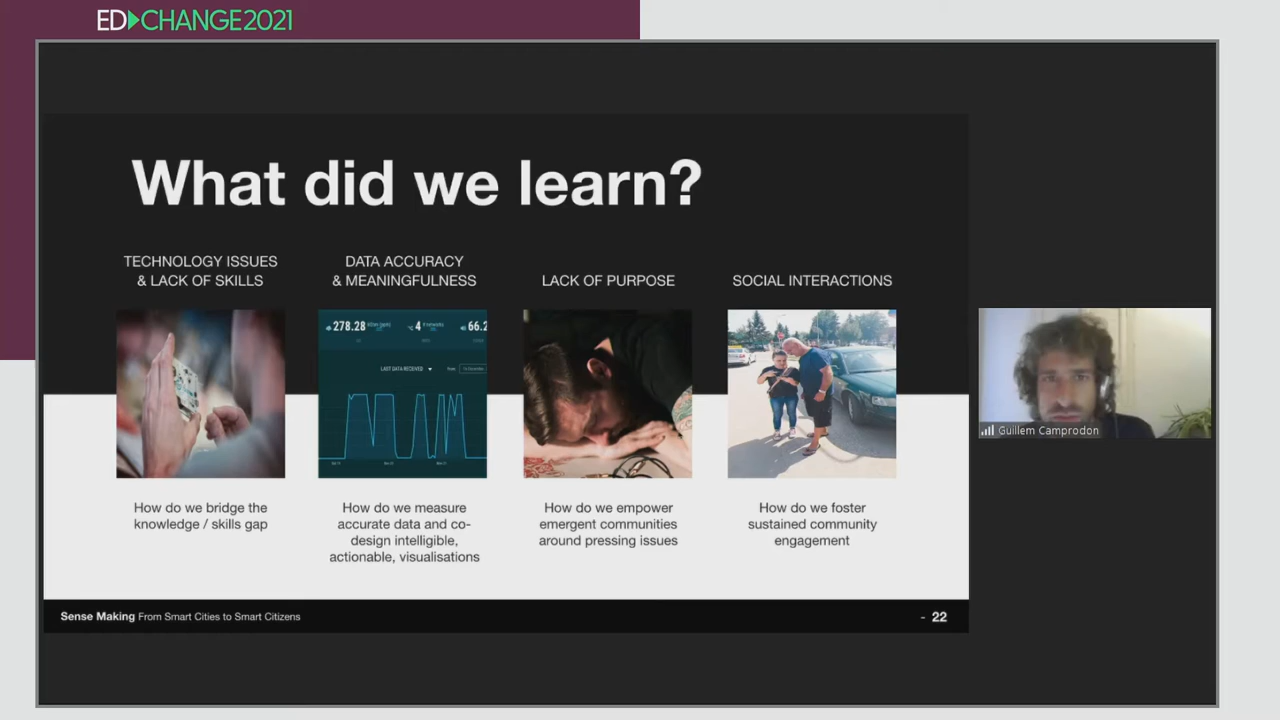 ED▶CHANGE2021
What did we learn?
TECHNOLOGY ISSUES
& LACK OF SKILLS
DATA ACCURACY
& MEANINGFULNESS
LACK OF PURPOSE
SOCIAL INTERACTIONS
278.28
4
66.2
LAST DATA RECEIVED
How do we bridge the
knowledge / skills gap
How do we measure
accurate data and co-
design intelligible,
actionable, visualisations
How do we empower
emergent communities
around pressing issues
How do we foster
sustained community
engagement
Guillem Camprodon
Sense Making From Smart Cities to Smart Citizens
- 22